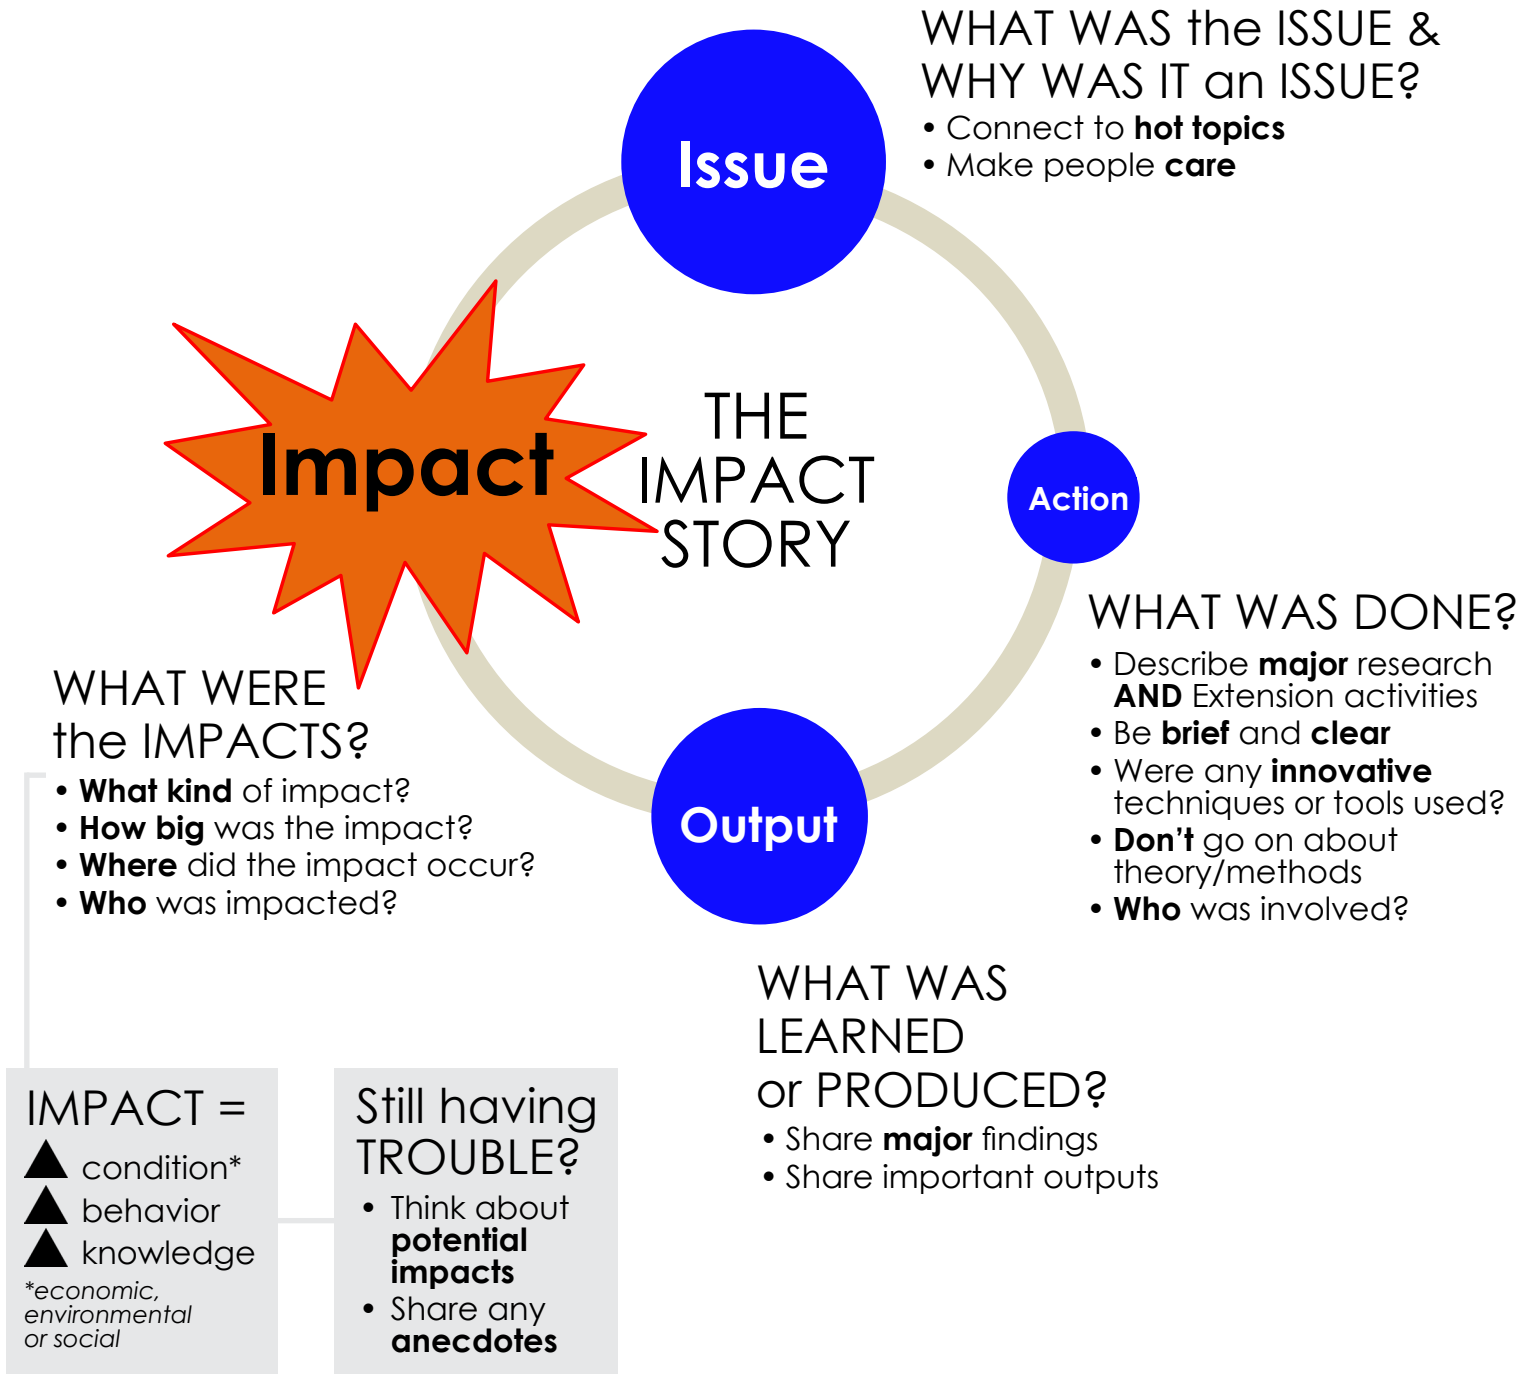 WHAT WAS the ISSUE &
WHY WAS IT an ISSUE?
• Connect to hot topics
• Make people care
Issue
Impact
THE
IMPACT
STORY
Action
WHAT WAS DONE?
• Describe major research
AND Extension activities
• Be brief and clear
• Were any innovative
techniques or tools used?
• Don’t go on about
theory/methods
• Who was involved?
Output
WHAT WAS
LEARNED
or PRODUCED?
• Share major findings
• Share important outputs
WHAT WERE
the IMPACTS?
• What kind of impact?
• How big was the impact?
• Where did the impact occur?
• Who was impacted?
IMPACT =
▲ condition*
▲ behavior
▲ knowledge
*economic,
environmental
or social
Still having
TROUBLE?
• Think about
potential
impacts
• Share any
anecdotes